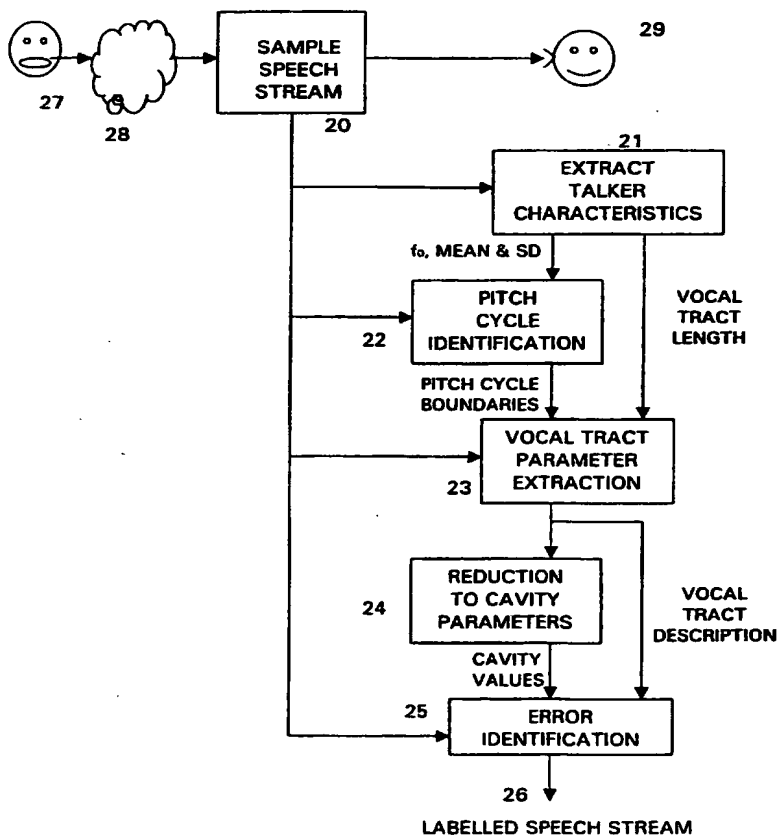 29
SAMPLE
SPEECH
STREAM
27
28
20
21
EXTRACT
TALKER
CHARACTERISTICS
fo, MEAN & SD
VOCAL
TRACT
LENGTH
PITCH
CYCLE
IDENTIFICATION
22
PITCH CYCLE
BOUNDARIES
VOCAL TRACT
PARAMETER
EXTRACTION
23
REDUCTION
TO CAVITY
PARAMETERS
24
VOCAL
TRACT
DESCRIPTION
CAVITY
VALUES
25
ERROR
IDENTIFICATION
26
LABELLED SPEECH STREAM